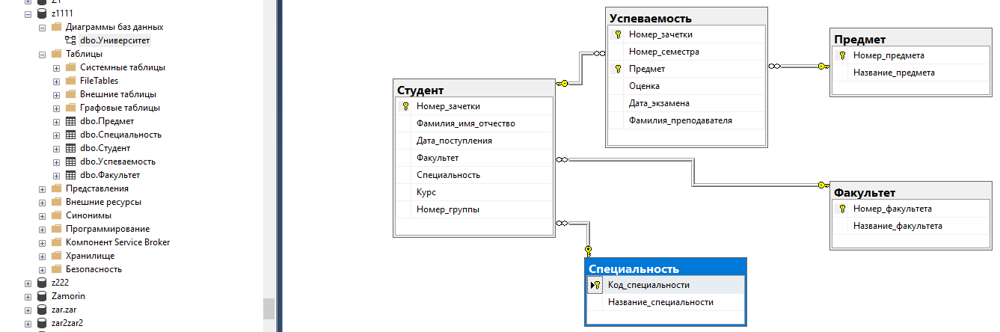 z1111
Диаграммы баз данных
dbo.Университет
Таблицы
Системные таблицы
FileTables
Внешние таблицы
Графовые таблицы
dbo.Предмет
dbo.Специальность
dbo.Студент
dbo.Успеваемость
dbo.Факультет
Представления
Внешние ресурсы
Синонимы
Программирование
Компонент Service Broker
Хранилище
Безопасность
z222
Zamorin
zar.zar
zar2zar2
Студент
Номер_зачетки
Фамилия_имя_отчество
Дата_поступления
Факультет
Специальность
Курс
Номер_группы
Успеваемость
Номер_зачетки
Номер_семестра
Предмет
Оценка
Дата_экзамена
Фамилия_преподавателя
Предмет
Номер_предмета
Название_предмета
Факультет
Номер_факультета
Название_факультета
Специальность
Код_специальности
Название_специальности